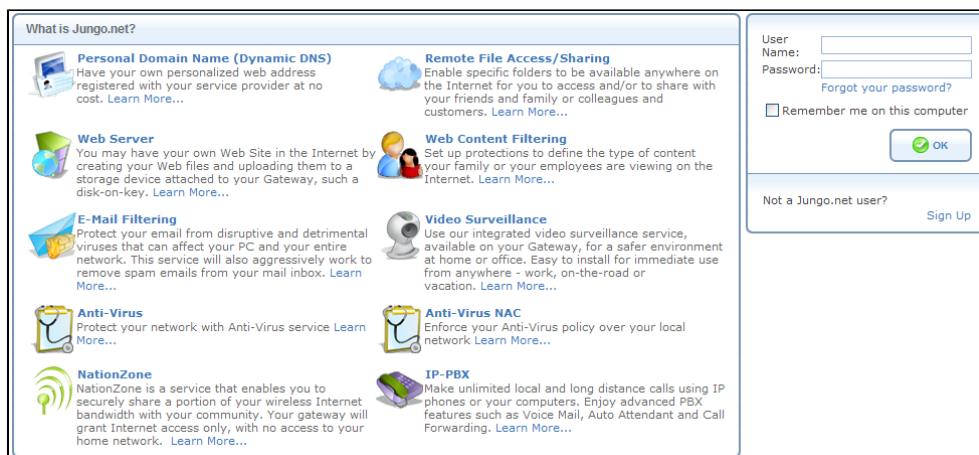 What is Jungo.net?
Personal Domain Name (Dynamic DNS)
Have your own personalized web address
registered with your service provider at no
cost. Learn More...
Remote File Access/Sharing
Enable specific folders to be available anywhere on
the Internet for you to access and/or to share with
your friends and family or colleagues and
customers. Learn More...
Web Server
You may have your own Web Site in the Internet by
creating your Web files and uploading them to a
storage device attached to your Gateway, such a
disk-on-key. Learn More...
Web Content Filtering
Set up protections to define the type of content
your family or your employees are viewing on the
Internet. Learn More...
E-Mail Filtering
Protect your email from disruptive and detrimental
viruses that can affect your PC and your entire
network. This service will also aggressively work to
remove spam emails from your mail inbox. Learn
More...
Video Surveillance
Use our integrated video surveillance service,
available on your Gateway, for a safer environment
at home or office. Easy to install for immediate use
from anywhere - work, on-the-road or
vacation. Learn More...
Anti-Virus
Protect your network with Anti-Virus service Learn
More...
Anti-Virus NAC
Enforce your Anti-Virus policy over your local
network Learn More...
NationZone
NationZone is a service that enables you to
securely share a portion of your wireless Internet
bandwidth with your community. Your gateway will
grant Internet access only, with no access to your
home network. Learn More...
IP-PBX
Make unlimited local and long distance calls using IP
phones or your computers. Enjoy advanced PBX
features such as Voice Mail, Auto Attendant and Call
Forwarding. Learn More...
User
Name:
Password:
Forgot your password?
Remember me on this computer
OK
Not a Jungo.net user?
Sign Up